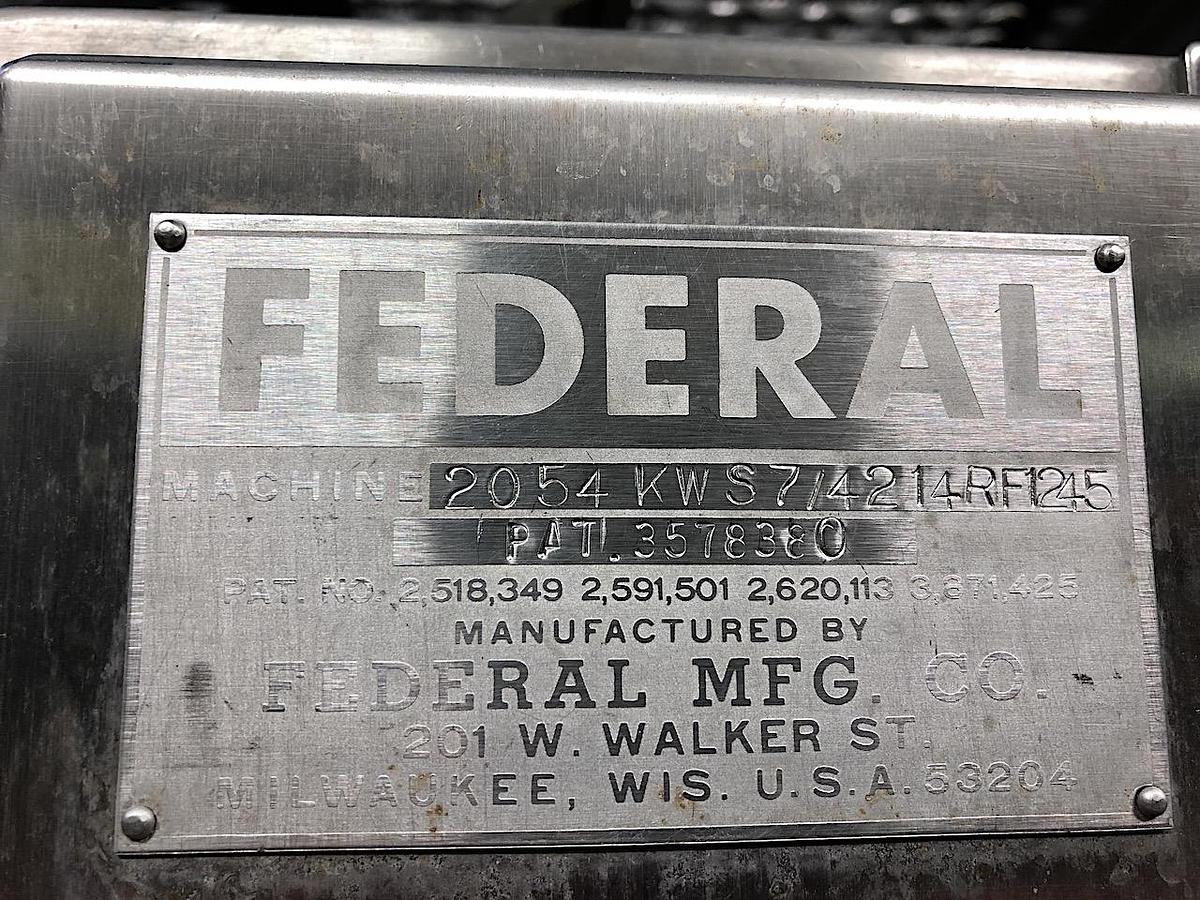 FEDERAL
MACHINE 2054 KWS7/4214RF1245
PAT. 3578380
PAT. NO. 2,518,349 2,591,501 2,620,113 3,871,425
MANUFACTURED BY
FEDERAL MFG. CO.
201 W. WALKER ST.
MILWAUKEE, WIS. U.S.A. 53204